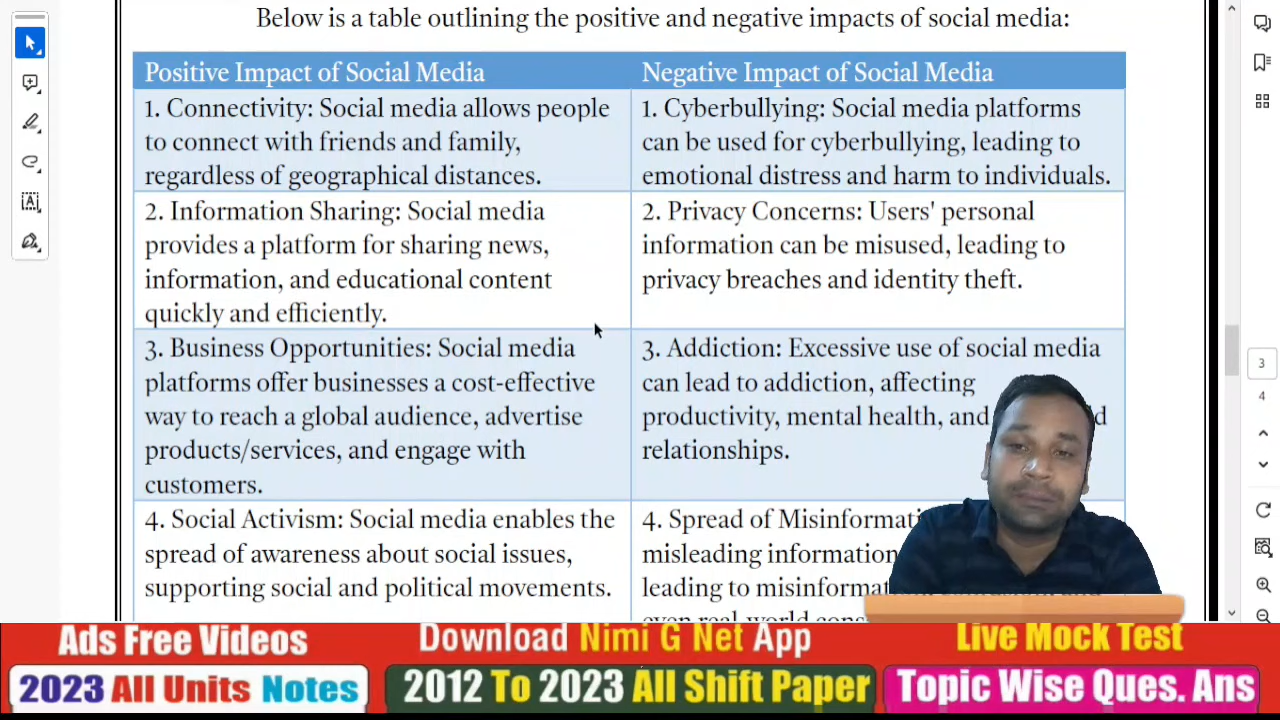 Below is a table outlining the positive and negative impacts of social media:
Positive Impact of Social Media
1. Connectivity: Social media allows people
to connect with friends and family,
regardless of geographical distances.
2. Information Sharing: Social media
provides a platform for sharing news,
information, and educational content
quickly and efficiently.
3. Business Opportunities: Social media
platforms offer businesses a cost-effective
way to reach a global audience, advertise
products/services, and engage with
customers.
4. Social Activism: Social media enables the
spread of awareness about social issues,
supporting social and political movements.
Negative Impact of Social Media
1. Cyberbullying: Social media platforms
can be used for cyberbullying, leading to
emotional distress and harm to individuals.
2. Privacy Concerns: Users' personal
information can be misused, leading to
privacy breaches and identity theft.
3. Addiction: Excessive use of social media
can lead to addiction, affecting
productivity, mental health, and
relationships.
4. Spread of
misleading information
leading to
3
4
Ads Free Videos
Download Nimi G Net App
Live Mock Test
2023 All Units Notes
2012 To 2023 All Shift Paper
Topic Wise Ques. Ans